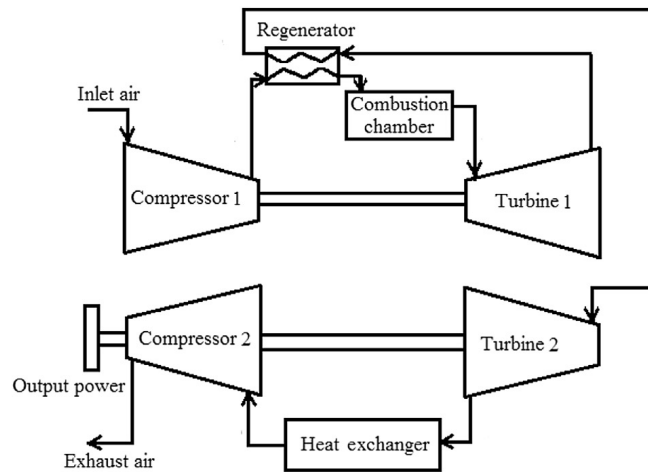 Regenerator
Inlet air
Combustion
chamber
Compressor 1
Turbine 1
Compressor 2
Turbine 2
Output power
Heat exchanger
Exhaust air